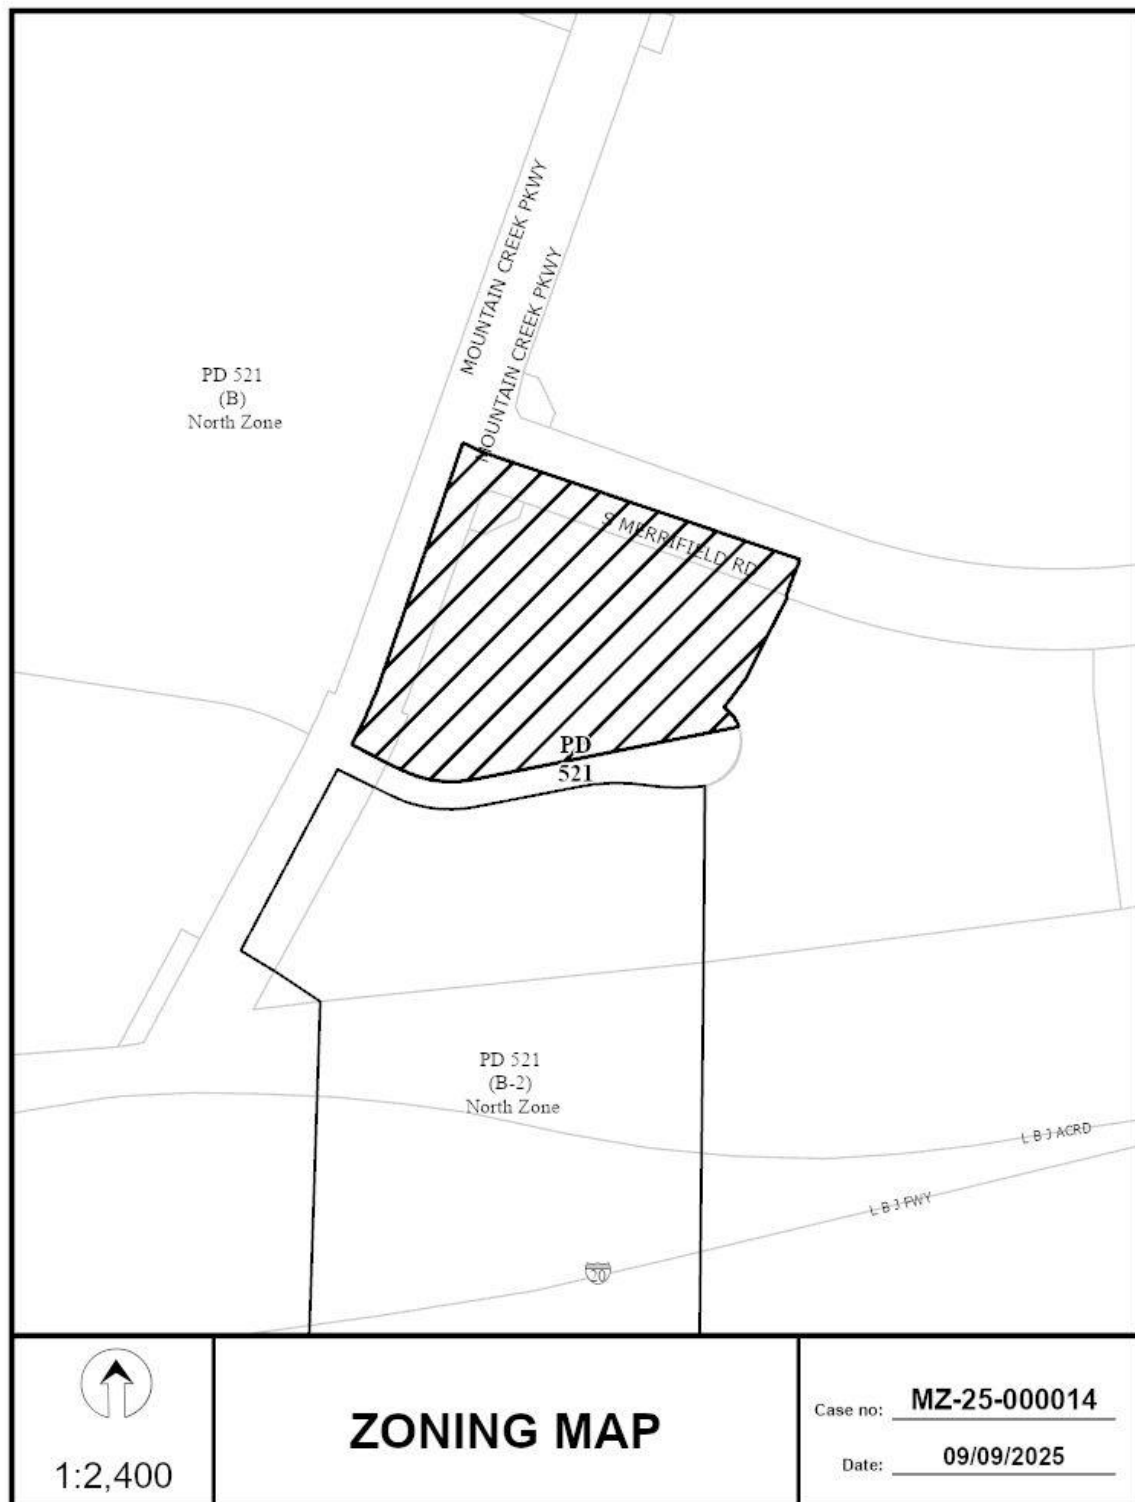 MOUNTAIN CREEK PKWY
MOUNTAIN CREEK PKWY
PD 521
(B)
North Zone
S MERRIFIELD RD
PD
521
PD 521
(B-2)
North Zone
L B J ACRD
L B J FWY
20
1:2,400
ZONING MAP
Case no: MZ-25-000014
Date: 09/09/2025